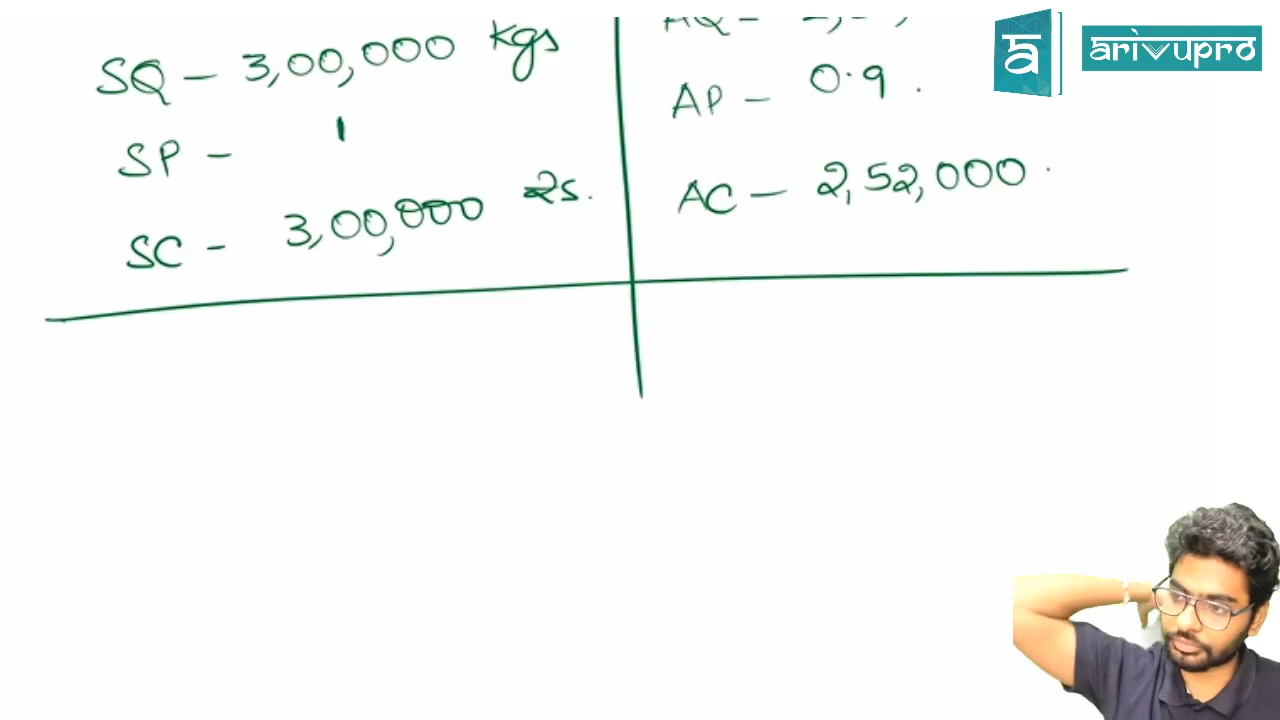 SQ - 3,00,000 kgs
SP - 1
SC - 3,00,000 Rs.
AQ -
AP - 0.9.
AC - 2,52,000.
ā arivupro